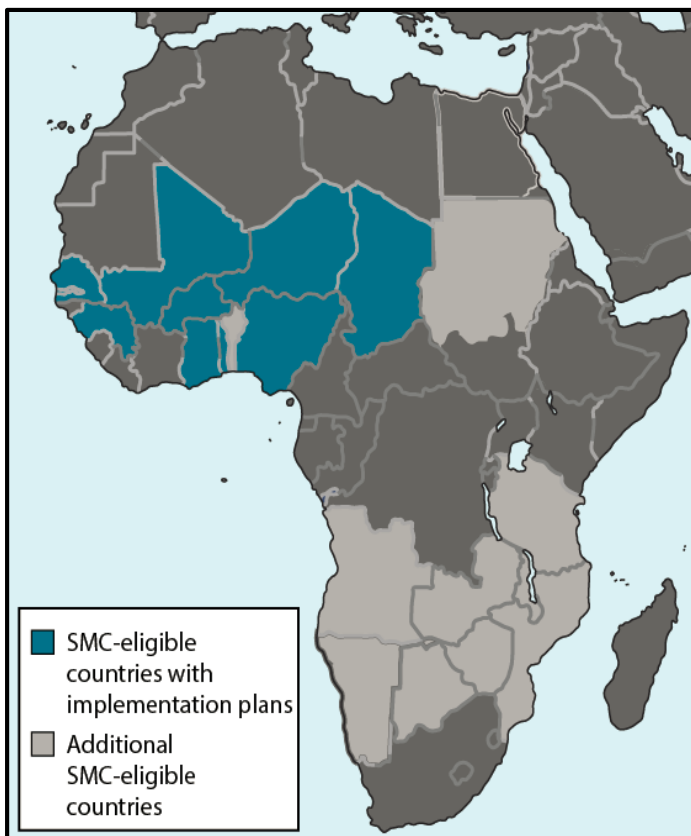 SMC-eligible
countries with
implementation plans
Additional
SMC-eligible
countries